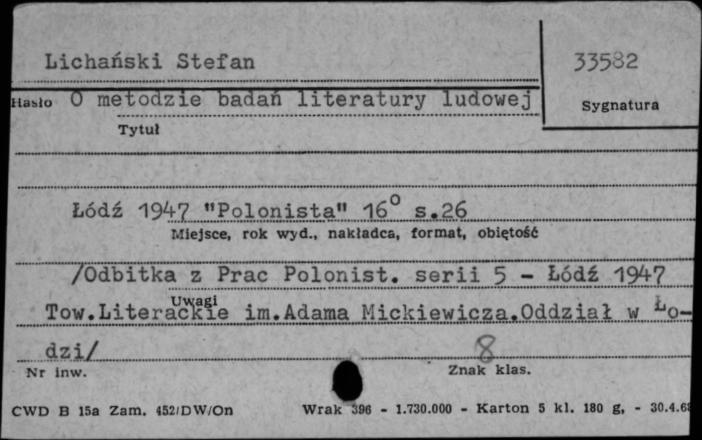 Lichański Stefan 33582
Hasło O metodzie badań literatury ludowej Sygnatura
Tytuł
Łódź 1947 "Polonista" 16° s.26
Miejsce, rok wyd., nakładca, format, objętość
/Odbitka z Prac Polonist. serii 5 - Łódź 1947
Uwagi
Tow.Literackie im.Adama Mickiewicza.Oddział w Ło-
dzi/ 8
Nr inw. Znak klas.
CWD B 15a Zam. 452/DW/On Wrak 396 - 1.730.000 - Karton 5 kl. 180 g, - 30.4.68